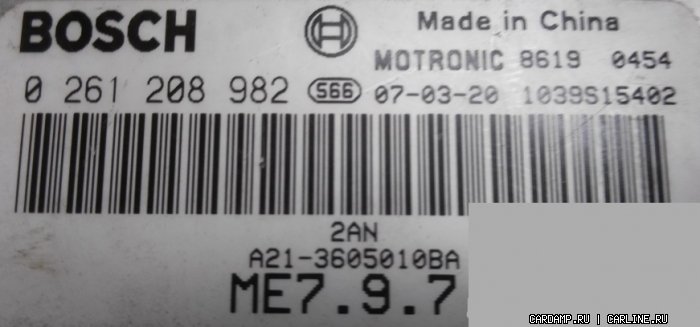 BOSCH
Made in China
MOTRONIC 8619 0454
0 261 208 982 S66 07-03-20 1039S15402
2AN
A21-3605010BA
ME7.9.7
CARDAMP.RU | CARLINE.RU